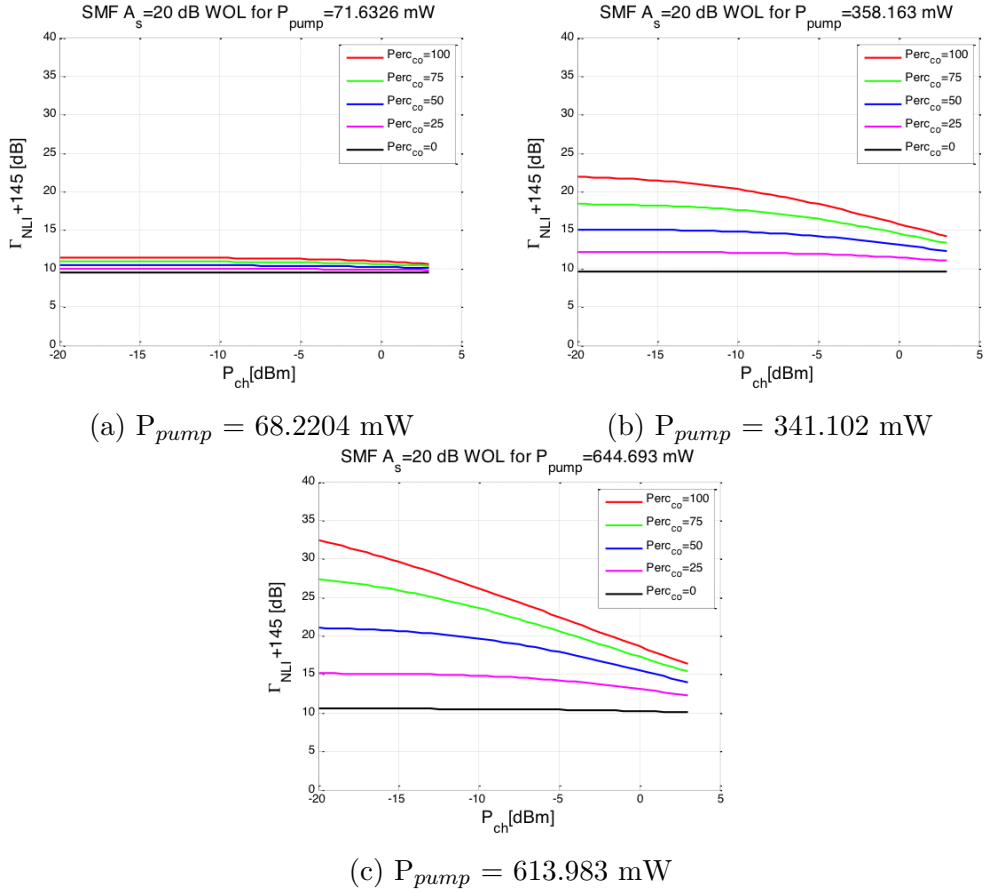 SMF A_s=20 dB WOL for P_pump=71.6326 mW
40
35
30
25
20
15
10
5
0
-20
-15
-10
-5
0
5
Γ_NLI +145 [dB]
P_ch[dBm]
Perc_co=100
Perc_co=75
Perc_co=50
Perc_co=25
Perc_co=0
(a) P_pump = 68.2204 mW
SMF A_s=20 dB WOL for P_pump=358.163 mW
40
35
30
25
20
15
10
5
0
-20
-15
-10
-5
0
5
Γ_NLI +145 [dB]
P_ch[dBm]
Perc_co=100
Perc_co=75
Perc_co=50
Perc_co=25
Perc_co=0
(b) P_pump = 341.102 mW
SMF A_s=20 dB WOL for P_pump=644.693 mW
40
35
30
25
20
15
10
5
0
-20
-15
-10
-5
0
5
Γ_NLI +145 [dB]
P_ch[dBm]
Perc_co=100
Perc_co=75
Perc_co=50
Perc_co=25
Perc_co=0
(c) P_pump = 613.983 mW